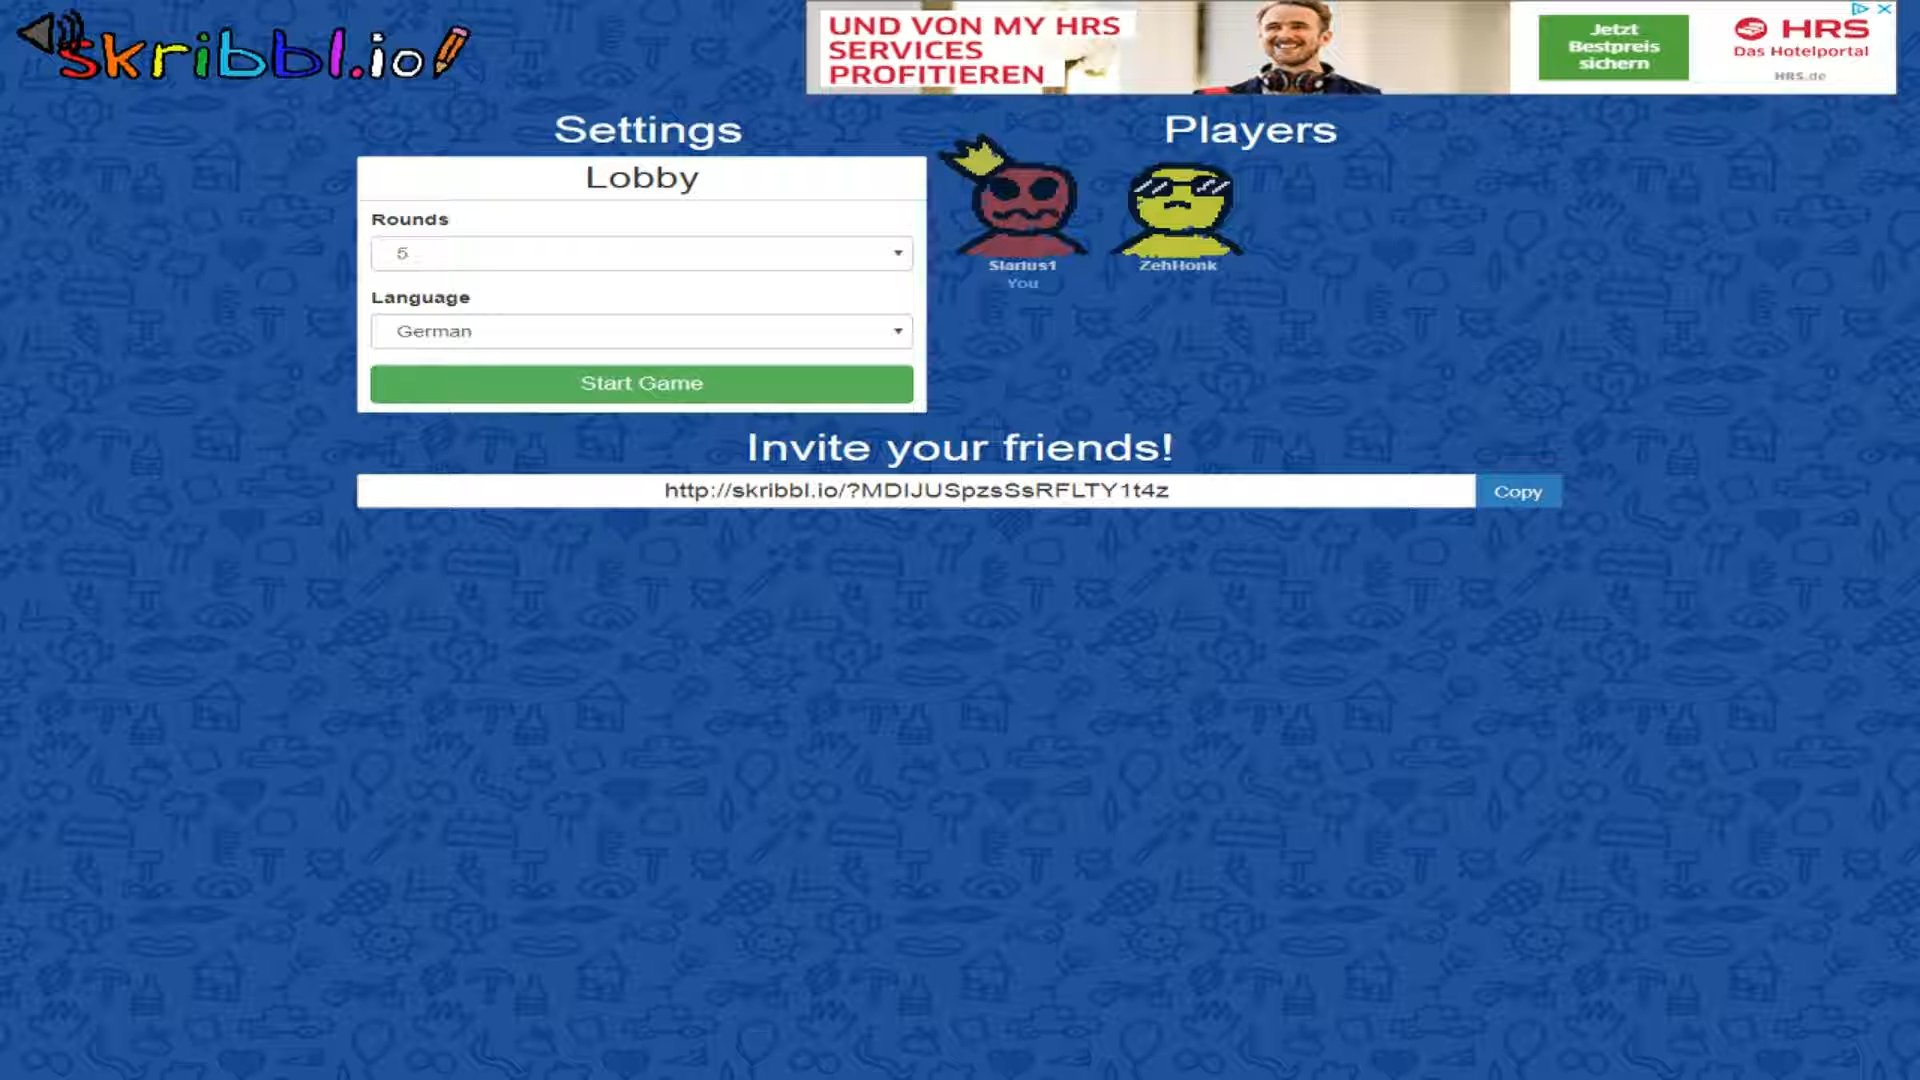 skribbl.io
UND VON MY HRS
SERVICES
PROFITIEREN
Jetzt
Bestpreis
sichern
HRS
Das Hotelportal
HRS.de
Settings
Players
Lobby
Rounds
5
Language
German
Start Game
Slarius1
You
ZehHonk
Invite your friends!
http://skribbl.io/?MDIJUSpzsSsRFLTY1t4z
Copy